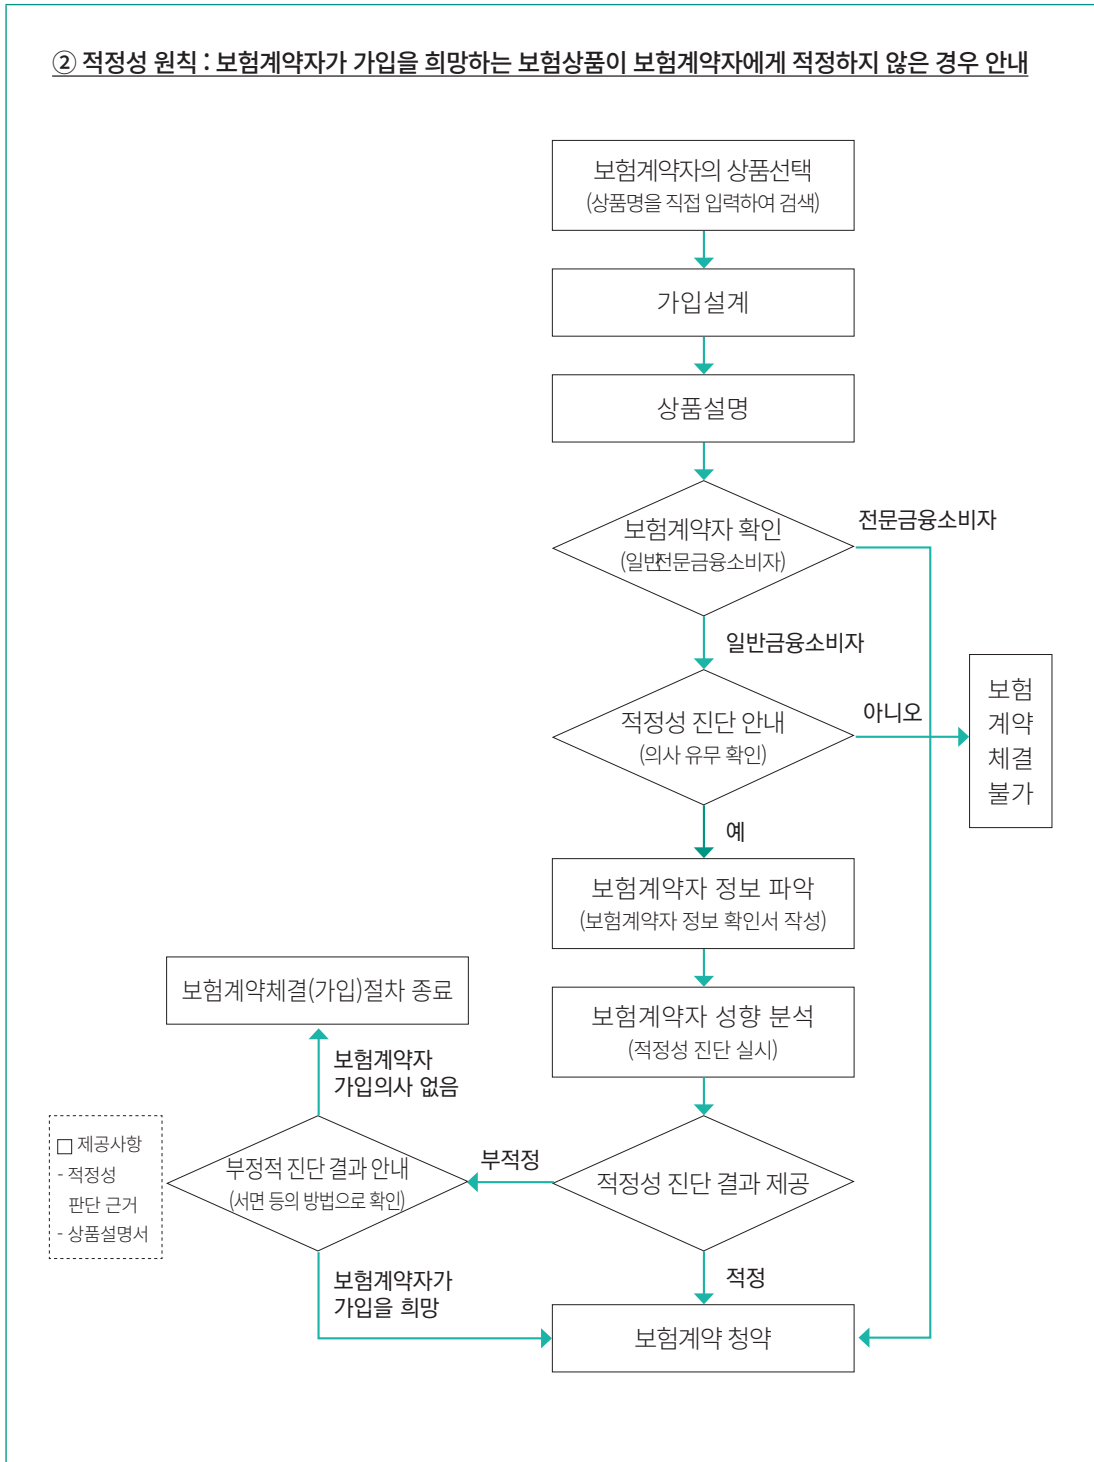 ② 적정성 원칙 : 보험계약자가 가입을 희망하는 보험상품이 보험계약자에게 적정하지 않은 경우 안내
보험계약자의 상품선택
(상품명을 직접 입력하여 검색)
가입설계
상품설명
보험계약자 확인
(일반전문금융소비자)
전문금융소비자
일반금융소비자
적정성 진단 안내
(의사 유무 확인)
아니오
보험
계약
체결
불가
예
보험계약자 정보 파악
(보험계약자 정보 확인서 작성)
보험계약자 성향 분석
(적정성 진단 실시)
보험계약체결(가입)절차 종료
보험계약자
가입의사 없음
□ 제공사항
- 적정성
판단 근거
- 상품설명서
부정적 진단 결과 안내
(서면 등의 방법으로 확인)
부적정
적정성 진단 결과 제공
보험계약자가
가입을 희망
적정
보험계약 청약